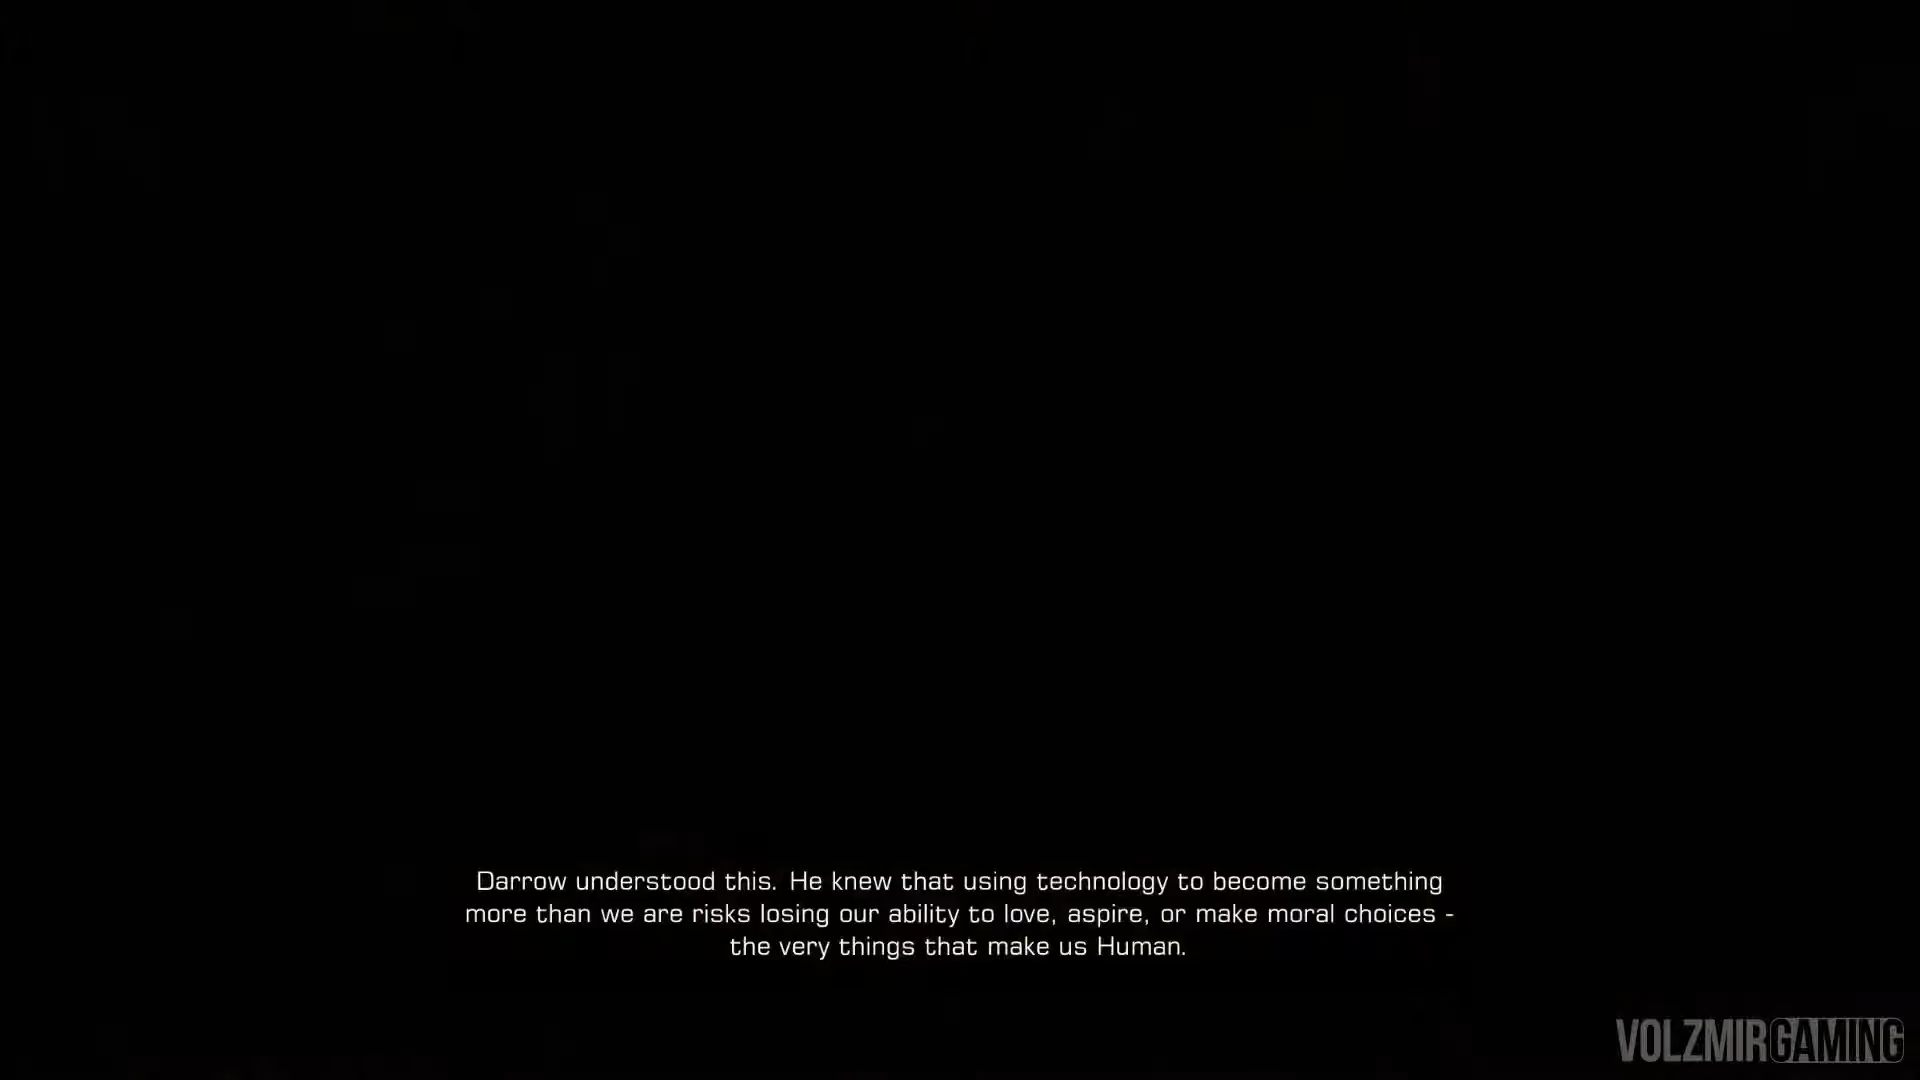 Darrow understood this. He knew that using technology to become something
more than we are risks losing our ability to love, aspire, or make moral choices -
the very things that make us Human.
VOLZMIRGAMING